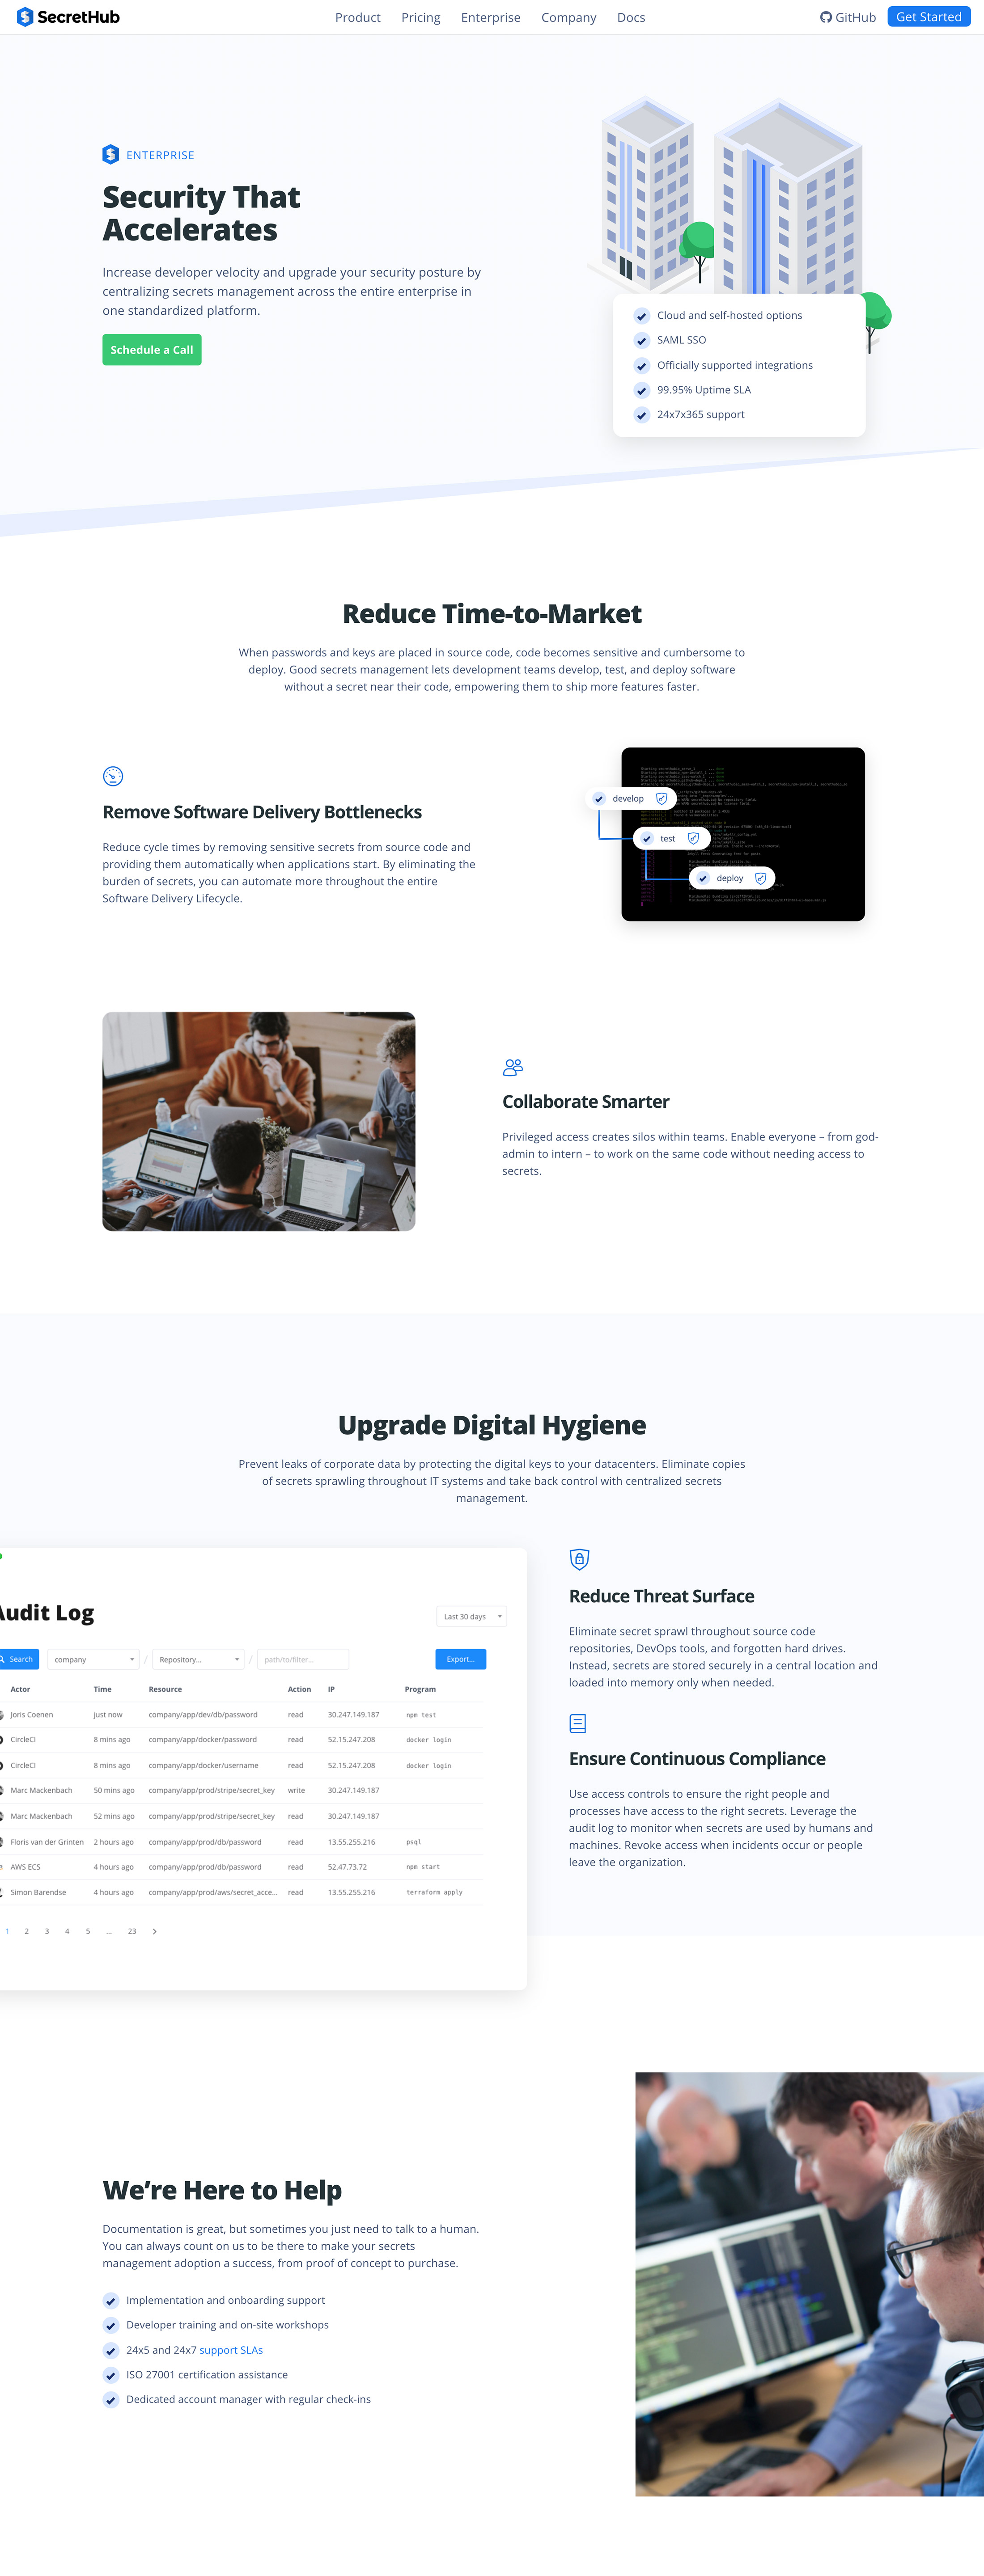 SecretHub
Product
Pricing
Enterprise
Company
Docs
GitHub
Get Started
ENTERPRISE
Security That
Accelerates
Increase developer velocity and upgrade your security posture by
centralizing secrets management across the entire enterprise in
one standardized platform.
Schedule a Call
Cloud and self-hosted options
SAML SSO
Officially supported integrations
99.95% Uptime SLA
24x7x365 support
Reduce Time-to-Market
When passwords and keys are placed in source code, code becomes sensitive and cumbersome to
deploy. Good secrets management lets development teams develop, test, and deploy software
without a secret near their code, empowering them to ship more features faster.
Remove Software Delivery Bottlenecks
Reduce cycle times by removing sensitive secrets from source code and
providing them automatically when applications start. By eliminating the
burden of secrets, you can automate more throughout the entire
Software Delivery Lifecycle.
develop
test
deploy
Collaborate Smarter
Privileged access creates silos within teams. Enable everyone – from god-
admin to intern – to work on the same code without needing access to
secrets.
Upgrade Digital Hygiene
Prevent leaks of corporate data by protecting the digital keys to your datacenters. Eliminate copies
of secrets sprawling throughout IT systems and take back control with centralized secrets
management.
Audit Log
Last 30 days
Search company / Repository... / path/to/filter... Export...
Actor Time Resource Action IP Program
Joris Coenen just now company/app/dev/db/password read 30.247.149.187 npm test
CircleCI 8 mins ago company/app/docker/password read 52.15.247.208 docker login
CircleCI 8 mins ago company/app/docker/username read 52.15.247.208 docker login
Marc Mackenbach 50 mins ago company/app/prod/stripe/secret_key write 30.247.149.187
Marc Mackenbach 52 mins ago company/app/prod/stripe/secret_key read 30.247.149.187
Floris van der Grinten 2 hours ago company/app/prod/db/password read 13.55.255.216 psql
AWS ECS 4 hours ago company/app/prod/db/password read 52.47.73.72 npm start
Simon Barendse 4 hours ago company/app/prod/aws/secret_acce... read 13.55.255.216 terraform apply
1 2 3 4 5 ... 23
Reduce Threat Surface
Eliminate secret sprawl throughout source code
repositories, DevOps tools, and forgotten hard drives.
Instead, secrets are stored securely in a central location and
loaded into memory only when needed.
Ensure Continuous Compliance
Use access controls to ensure the right people and
processes have access to the right secrets. Leverage the
audit log to monitor when secrets are used by humans and
machines. Revoke access when incidents occur or people
leave the organization.
We’re Here to Help
Documentation is great, but sometimes you just need to talk to a human.
You can always count on us to be there to make your secrets
management adoption a success, from proof of concept to purchase.
Implementation and onboarding support
Developer training and on-site workshops
24x5 and 24x7 support SLAs
ISO 27001 certification assistance
Dedicated account manager with regular check-ins